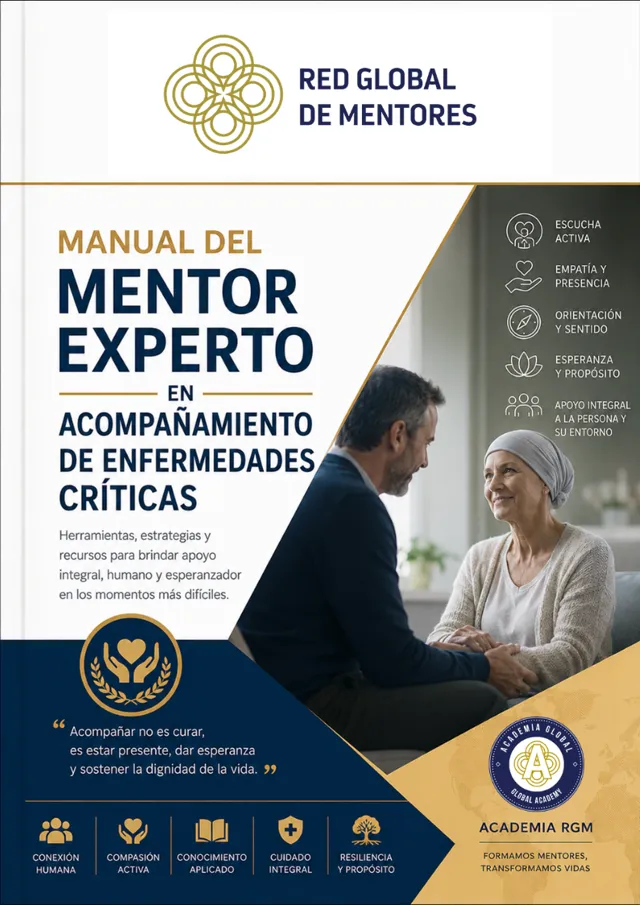 RED GLOBAL
DE MENTORES
MANUAL DEL
MENTOR
EXPERTO
EN
ACOMPAÑAMIENTO
DE ENFERMEDADES
CRÍTICAS
Herramientas, estrategias y
recursos para brindar apoyo
integral, humano y esperanzador
en los momentos más difíciles.
ESCUCHA
ACTIVA
EMPATÍA Y
PRESENCIA
ORIENTACIÓN
Y SENTIDO
ESPERANZA
Y PROPÓSITO
APOYO INTEGRAL
A LA PERSONA Y
SU ENTORNO
“ Acompañar no es curar,
es estar presente, dar esperanza
y sostener la dignidad de la vida. ”
CONEXIÓN
HUMANA
COMPASIÓN
ACTIVA
CONOCIMIENTO
APLICADO
CUIDADO
INTEGRAL
RESILIENCIA
Y PROPÓSITO
ACADEMIA GLOBAL
A
GLOBAL ACADEMY
ACADEMIA RGM
FORMAMOS MENTORES,
TRANSFORMAMOS VIDAS